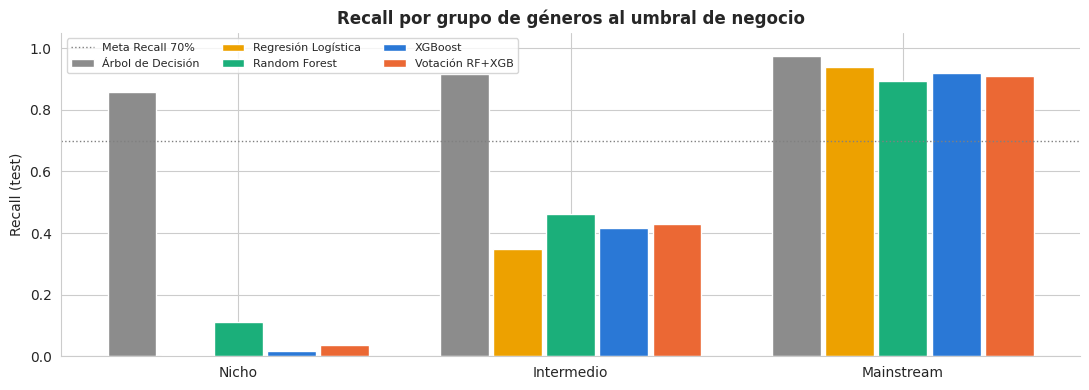 Recall por grupo de géneros al umbral de negocio
Meta Recall 70%
Árbol de Decisión
Regresión Logística
Random Forest
XGBoost
Votación RF+XGB
Recall (test)
1.0
0.8
0.6
0.4
0.2
0.0
Nicho
Intermedio
Mainstream